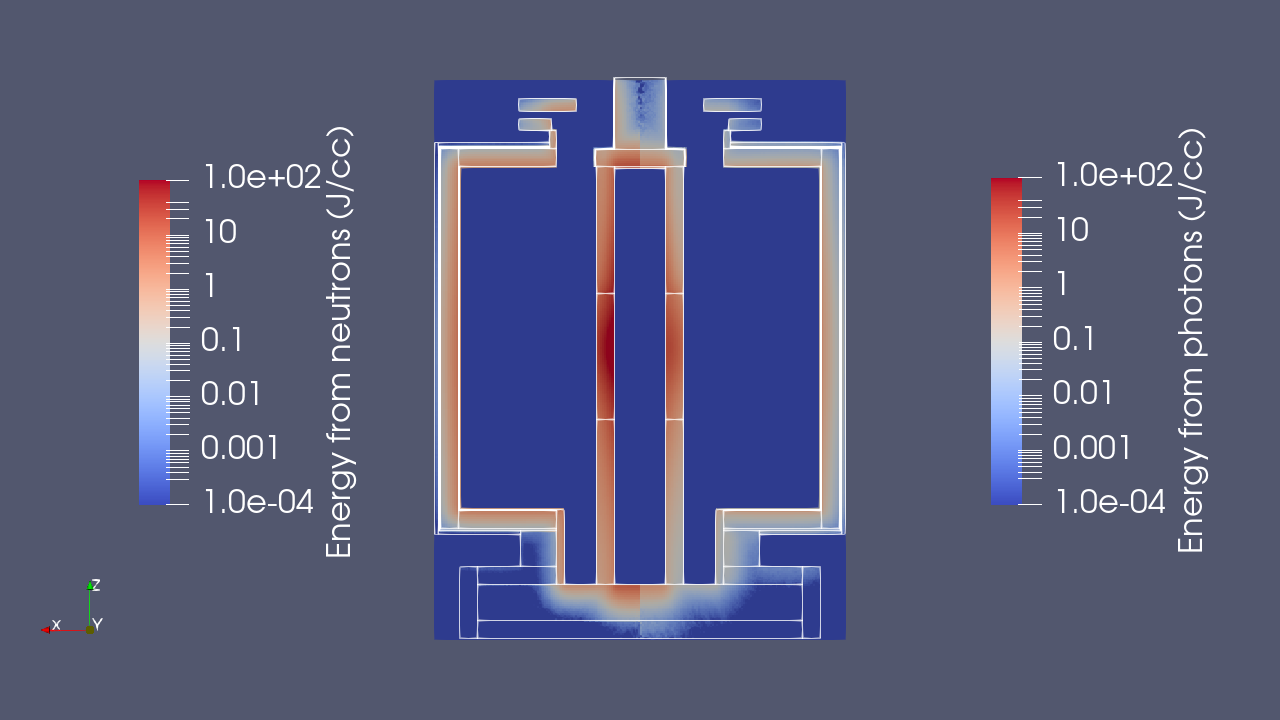 1.0e+02
10
1
0.1
0.01
0.001
1.0e-04
Energy from neutrons (J/cc)
1.0e+02
10
1
0.1
0.01
0.001
1.0e-04
Energy from photons (J/cc)
Z
X
Y